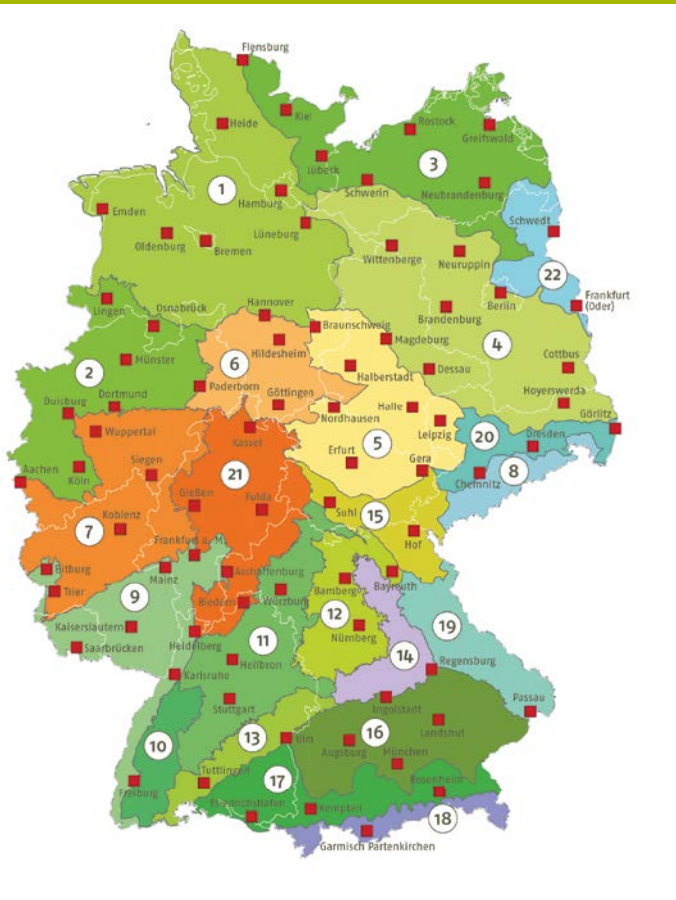 Flensburg
Kiel
Heide
Rostock
Greifswald
3
Lübeck
Schwerin
Neubrandenburg
1
Hamburg
Emden
Schwedt
Lüneburg
Oldenburg
Bremen
Wittenberge
Neuruppin
22
Frankfurt
(Oder)
Lingen
Osnabrück
Hannover
Berlin
Brandenburg
Braunschweig
Magdeburg
4
Hildesheim
2
Münster
6
Halberstadt
Dessau
Cottbus
Paderborn
Göttingen
Hoyerswerda
Duisburg
Dortmund
Nordhausen
Halle
Görlitz
Wuppertal
Kassel
5
Leipzig
20
Dresden
Aachen
Köln
Siegen
21
Erfurt
Gera
8
Chemnitz
Gießen
Fulda
Suhl
15
7
Koblenz
Frankfurt a. M.
Hof
Bitburg
Mainz
Aschaffenburg
Bayreuth
Trier
9
Riedern
Würzburg
Bamberg
12
Kaiserslautern
Nürnberg
19
Saarbrücken
Heidelberg
11
14
Heilbron
Regensburg
Karlsruhe
Stuttgart
Ingolstadt
Passau
10
13
Ulm
16
Augsburg
Landshut
München
Tuttlingen
17
Freiburg
Rosenheim
Friedrichshafen
Kempten
18
Garmisch Partenkirchen